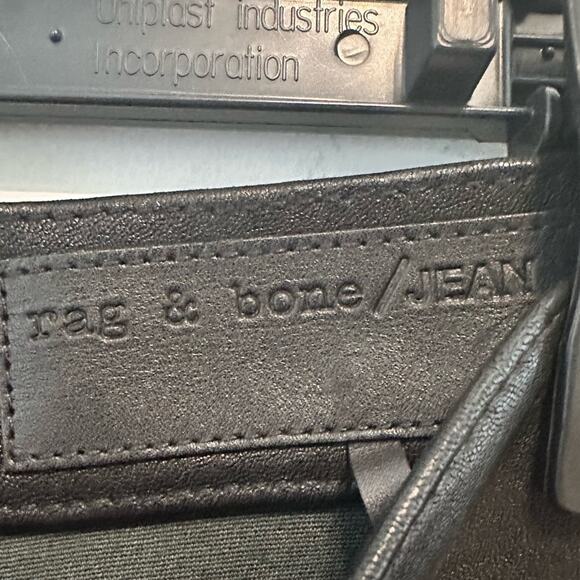 Uniplast industries
Incorporation
rag & bone/JEAN